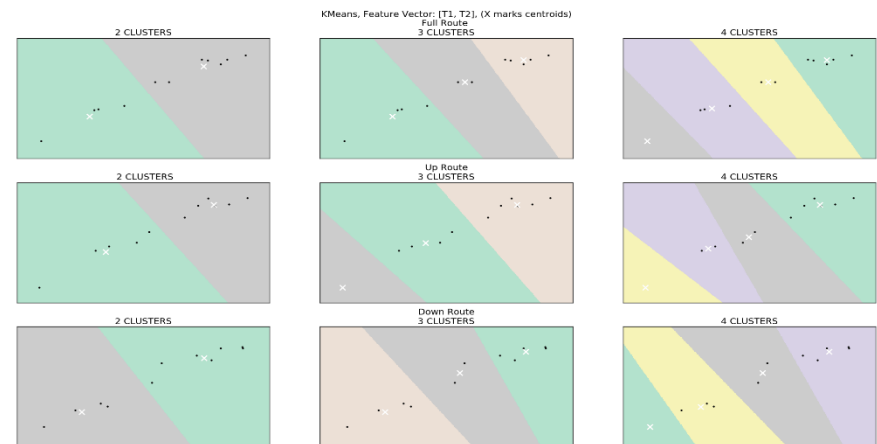 KMeans, Feature Vector: [T1, T2], (X marks centroids)
Full Route
2 CLUSTERS
3 CLUSTERS
4 CLUSTERS
Up Route
2 CLUSTERS
3 CLUSTERS
4 CLUSTERS
Down Route
2 CLUSTERS
3 CLUSTERS
4 CLUSTERS